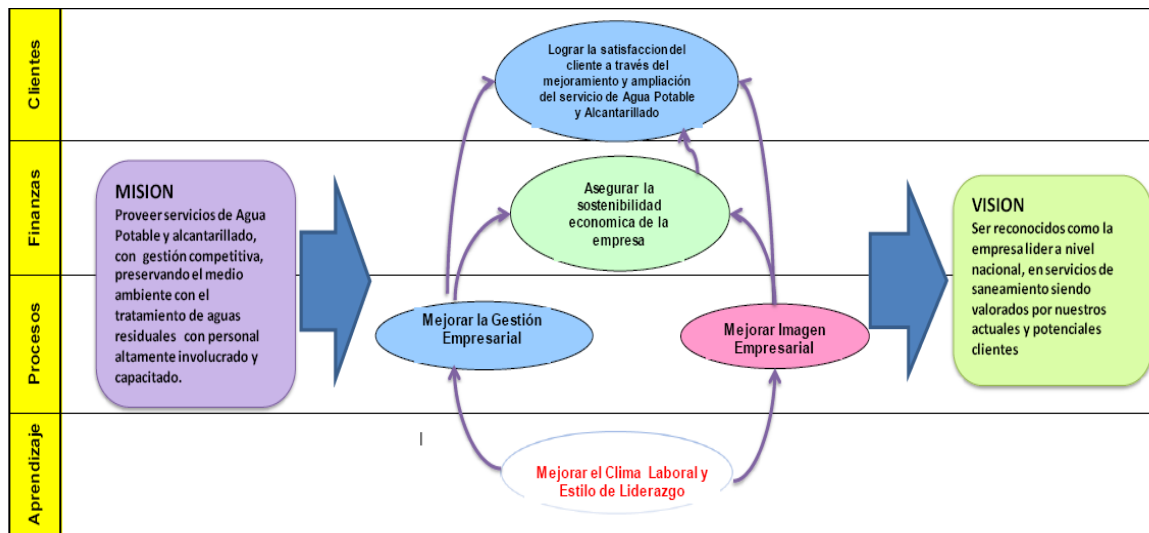 Clientes
Lograr la satisfaccion del
cliente a través del
mejoramiento y ampliación
del servicio de Agua Potable
y Alcantarillado
Finanzas
Asegurar la
sostenibilidad
economica de la
empresa
MISION
Proveer servicios de Agua
Potable y alcantarillado,
con gestión competitiva,
preservando el medio
ambiente con el
tratamiento de aguas
residuales con personal
altamente involucrado y
capacitado.
VISION
Ser reconocidos como la
empresa lider a nivel
nacional, en servicios de
saneamiento siendo
valorados por nuestros
actuales y potenciales
clientes
Procesos
Mejorar la Gestión
Empresarial
Mejorar Imagen
Empresarial
Aprendizaje
Mejorar el Clima Laboral y
Estilo de Liderazgo